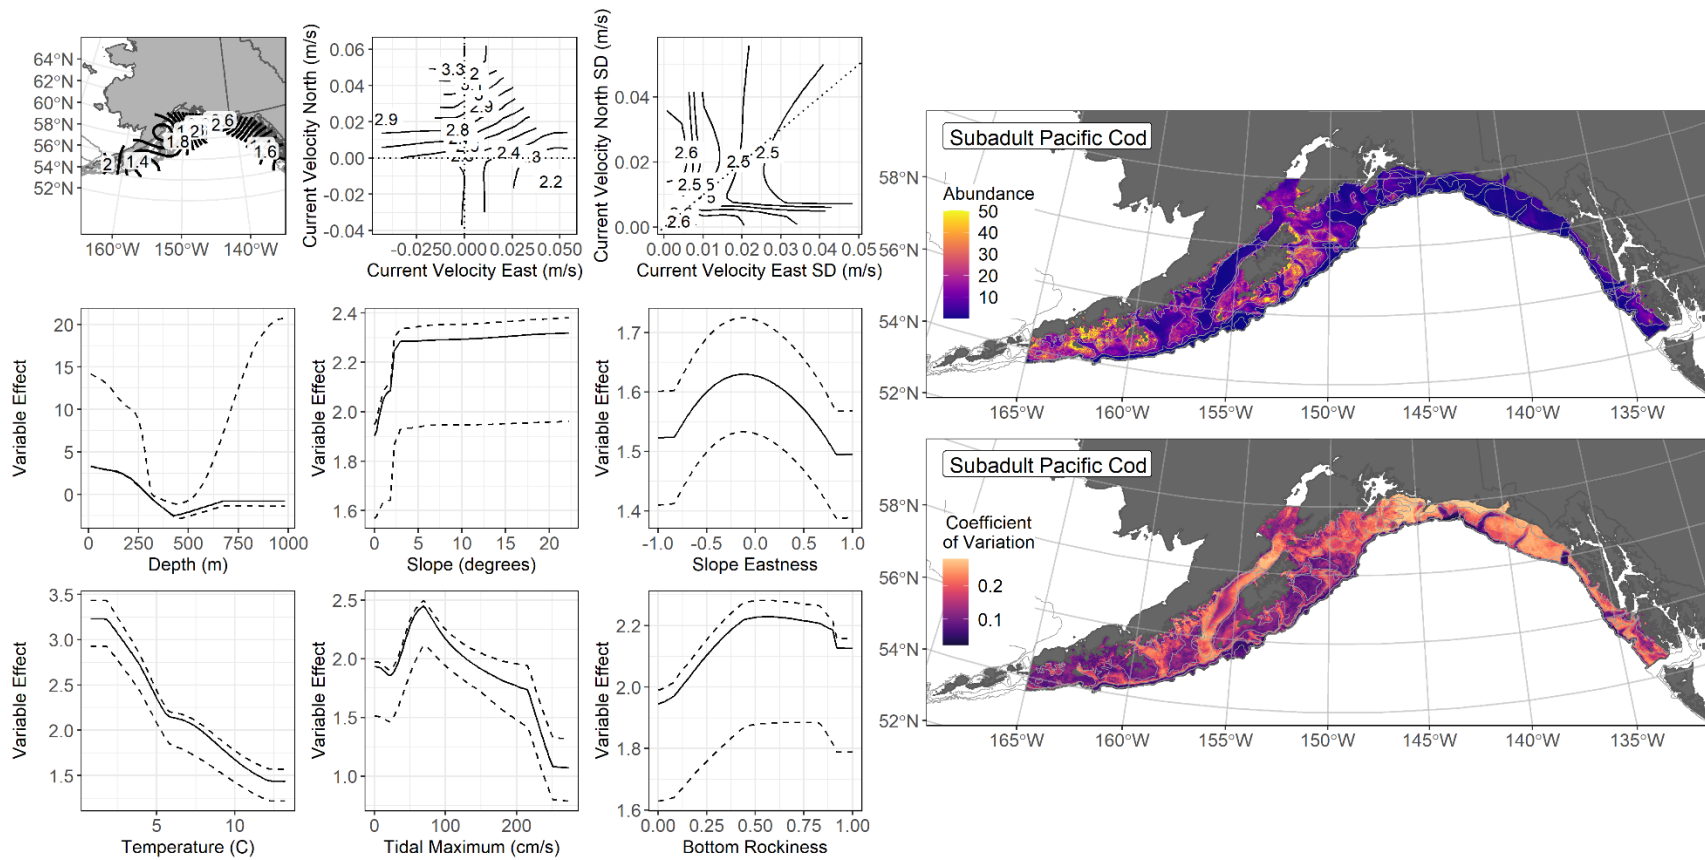 64°N
62°N
60°N
58°N
56°N
54°N
52°N
2.6
1.2
1.8
2
1.4
1.6
160°W 150°W 140°W
Current Velocity North (m/s)
0.06
0.04
0.02
0.00
-0.02
-0.04
3.3
2
2.9
2.9
2.8
2.4
2.2
-0.025 0.000 0.025 0.050
Current Velocity East (m/s)
Current Velocity North SD (m/s)
0.04
0.02
0.00
2.6
2.5
2.5
2.5
2.6
0.00 0.01 0.02 0.03 0.04 0.05
Current Velocity East SD (m/s)
Variable Effect
20
15
10
5
0
0 250 500 750 1000
Depth (m)
Variable Effect
2.4
2.2
2.0
1.8
1.6
0 5 10 15 20
Slope (degrees)
Variable Effect
1.7
1.6
1.5
1.4
-1.0 -0.5 0.0 0.5 1.0
Slope Eastness
Variable Effect
3.5
3.0
2.5
2.0
1.5
5 10
Temperature (C)
Variable Effect
2.5
2.0
1.5
1.0
0 100 200
Tidal Maximum (cm/s)
Variable Effect
2.2
2.0
1.8
1.6
0.00 0.25 0.50 0.75 1.00
Bottom Rockiness
Subadult Pacific Cod
Abundance
50
40
30
20
10
58°N
56°N
54°N
52°N
165°W 160°W 155°W 150°W 145°W 140°W 135°W
Subadult Pacific Cod
Coefficient
of Variation
0.2
0.1
58°N
56°N
54°N
52°N
165°W 160°W 155°W 150°W 145°W 140°W 135°W